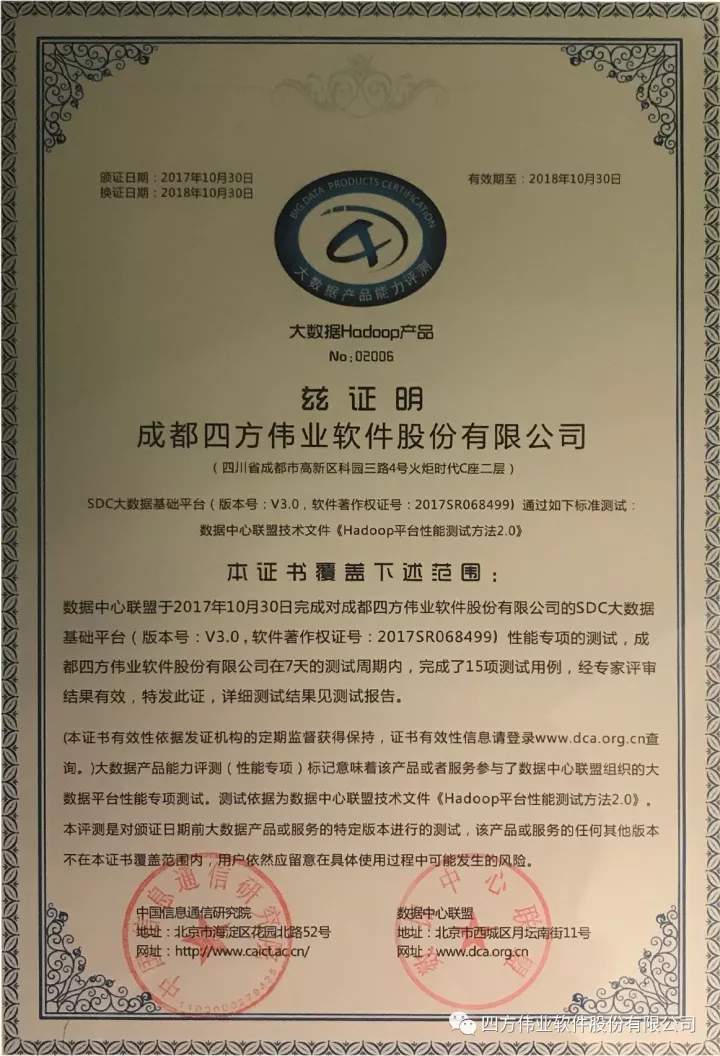 颁证日期：2017年10月30日
换证日期：2018年10月30日
有效期至：2018年10月30日
BIG DATA PRODUCTS CERTIFICATION
大数据产品能力评测
大数据Hadoop产品
No:02006
兹证明
成都四方伟业软件股份有限公司
（四川省成都市高新区科园三路4号火炬时代C座二层）
SDC大数据基础平台（版本号：V3.0，软件著作权证号：2017SR068499）通过如下标准测试：
数据中心联盟技术文件《Hadoop平台性能测试方法2.0》
本证书覆盖下述范围：
数据中心联盟于2017年10月30日完成对成都四方伟业软件股份有限公司的SDC大数据
基础平台（版本号：V3.0，软件著作权证号：2017SR068499）性能专项的测试，成
都四方伟业软件股份有限公司在7天的测试周期内，完成了15项测试用例，经专家评审
结果有效，特发此证，详细测试结果见测试报告。
(本证书有效性依据发证机构的定期监督获得保持，证书有效性信息请登录www.dca.org.cn查
询。)大数据产品能力评测（性能专项）标记意味着该产品或者服务参与了数据中心联盟组织的大
数据平台性能专项测试。测试依据为数据中心联盟技术文件《Hadoop平台性能测试方法2.0》。
本评测是对颁证日期前大数据产品或服务的特定版本进行的测试，该产品或服务的任何其他版本
不在本证书覆盖范围内，用户依然应留意在具体使用过程中可能发生的风险。
中国信息通信研究院
中国信息通信研究院
地址：北京市海淀区花园北路52号
网址：http://www.caict.ac.cn/
数据中心联盟
数据中心联盟
地址：北京市西城区月坛南街11号
网址：www.dca.org.cn
四方伟业软件股份有限公司